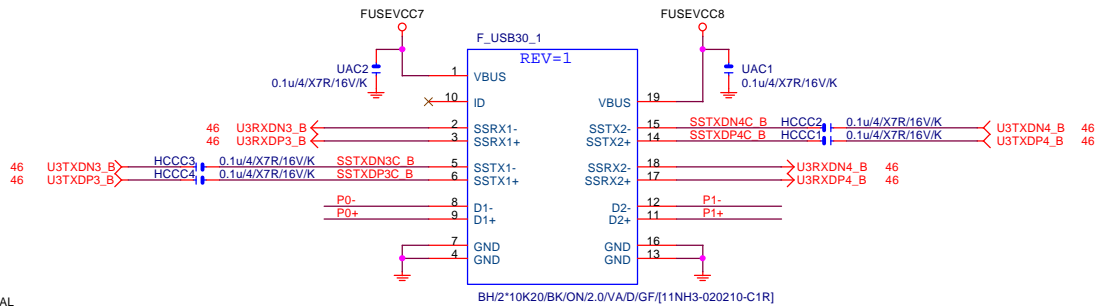 FUSEVCC7 FUSEVCC8
F_USB30_1
REV=1
UAC2
0.1u/4/X7R/16V/K
UAC1
0.1u/4/X7R/16V/K
1 VBUS
10 ID
VBUS 19
46 U3RXDN3_B 2 SSRX1-
46 U3RXDP3_B 3 SSRX1+
SSTX2- 15 SSTXDN4C_B HCCC2 0.1u/4/X7R/16V/K U3TXDN4_B 46
SSTX2+ 14 SSTXDP4C_B HCCC1 0.1u/4/X7R/16V/K U3TXDP4_B 46
46 U3TXDN3_B HCCC3 0.1u/4/X7R/16V/K SSTXDN3C_B 5 SSTX1-
46 U3TXDP3_B HCCC4 0.1u/4/X7R/16V/K SSTXDP3C_B 6 SSTX1+
SSRX2- 18 U3RXDN4_B 46
SSRX2+ 17 U3RXDP4_B 46
P0- 8 D1- D2- 12 P1-
P0+ 9 D1+ D2+ 11 P1+
7 GND GND 16
4 GND GND 13
BH/2*10K20/BK/ON/2.0/VA/D/GF/[11NH3-020210-C1R]
AL